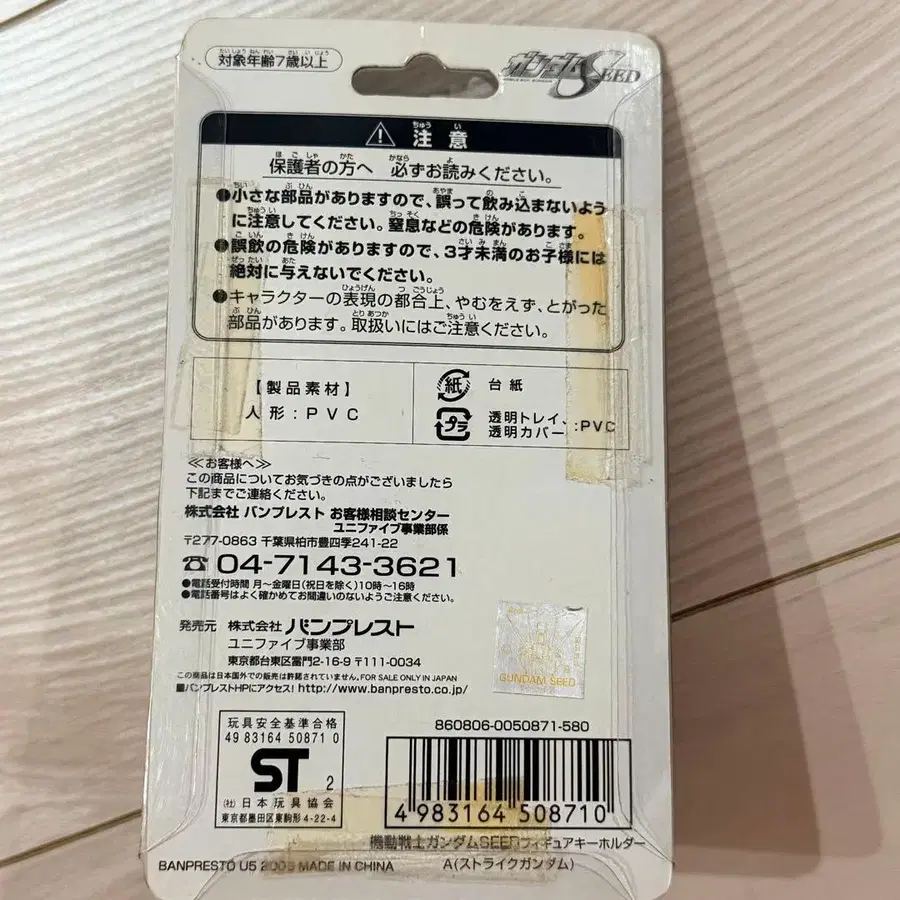 対象年齢7歳以上
ガンダムSEED
注意
保護者の方へ 必ずお読みください。
●小さな部品がありますので、誤って飲み込まないよう
に注意してください。窒息などの危険があります。
●誤飲の危険がありますので、3才未満のお子様には
絶対に与えないでください。
●キャラクターの表現の都合上、やむをえず、とがった
部品があります。取扱いにはご注意ください。
【製品素材】
人形:PVC
紙 台紙
プラ 透明トレイ、
透明カバー :PVC
≪お客様へ≫
この商品についてお気づきの点がございましたら
下記までご連絡ください。
株式会社 バンプレスト お客様相談センター
ユニファイブ事業部係
〒277-0863 千葉県柏市豊四季241-22
☎04-7143-3621
●電話受付時間 月～金曜日(祝日を除く)10時～16時
●電話番号はよく確かめてお間違いのないようご注意ください。
発売元 株式会社 バンプレスト
ユニファイブ事業部
東京都台東区雷門2-16-9 〒111-0034
この商品は日本国外での販売は許諾されていません。FOR SALE ONLY IN JAPAN
■バンプレストHPにアクセス! http://www.banpresto.co.jp/
GUNDAM SEED
860806-0050871-580
玩具安全基準合格
49 83164 50871 0
ST 2
(社)日本玩具協会
東京都墨田区東駒形4-22-4
4 983164 508710
機動戦士ガンダムSEEDフィギュアキーホルダー
A(ストライクガンダム)
BANPRESTO U5 MADE IN CHINA